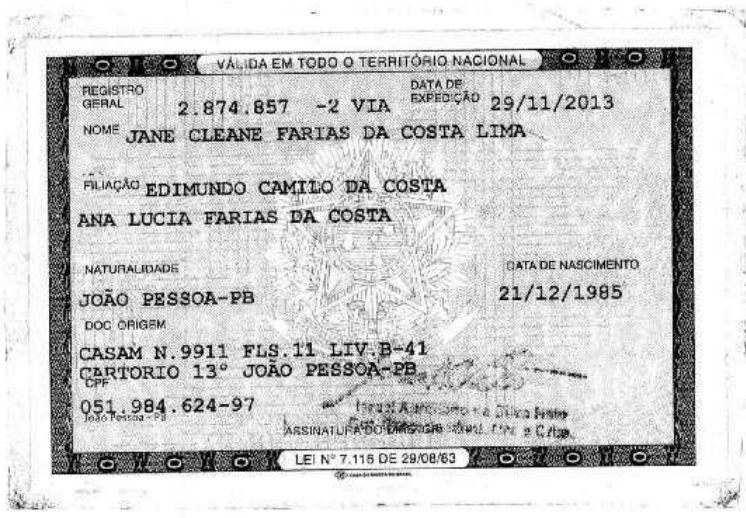 VÁLIDA EM TODO O TERRITÓRIO NACIONAL
REGISTRO GERAL 2.874.857 -2 VIA DATA DE EXPEDIÇÃO 29/11/2013
NOME JANE CLEANE FARIAS DA COSTA LIMA
FILIAÇÃO EDIMUNDO CAMILO DA COSTA
ANA LUCIA FARIAS DA COSTA
NATURALIDADE DATA DE NASCIMENTO
JOÃO PESSOA-PB 21/12/1985
DOC ORIGEM
CASAM N.9911 FLS.11 LIV.B-41
CARTORIO 13º JOÃO PESSOA-PB
CPF
051.984.624-97
João Pessoa - PB
ASSINATURA DO
LEI Nº 7.116 DE 29/08/83